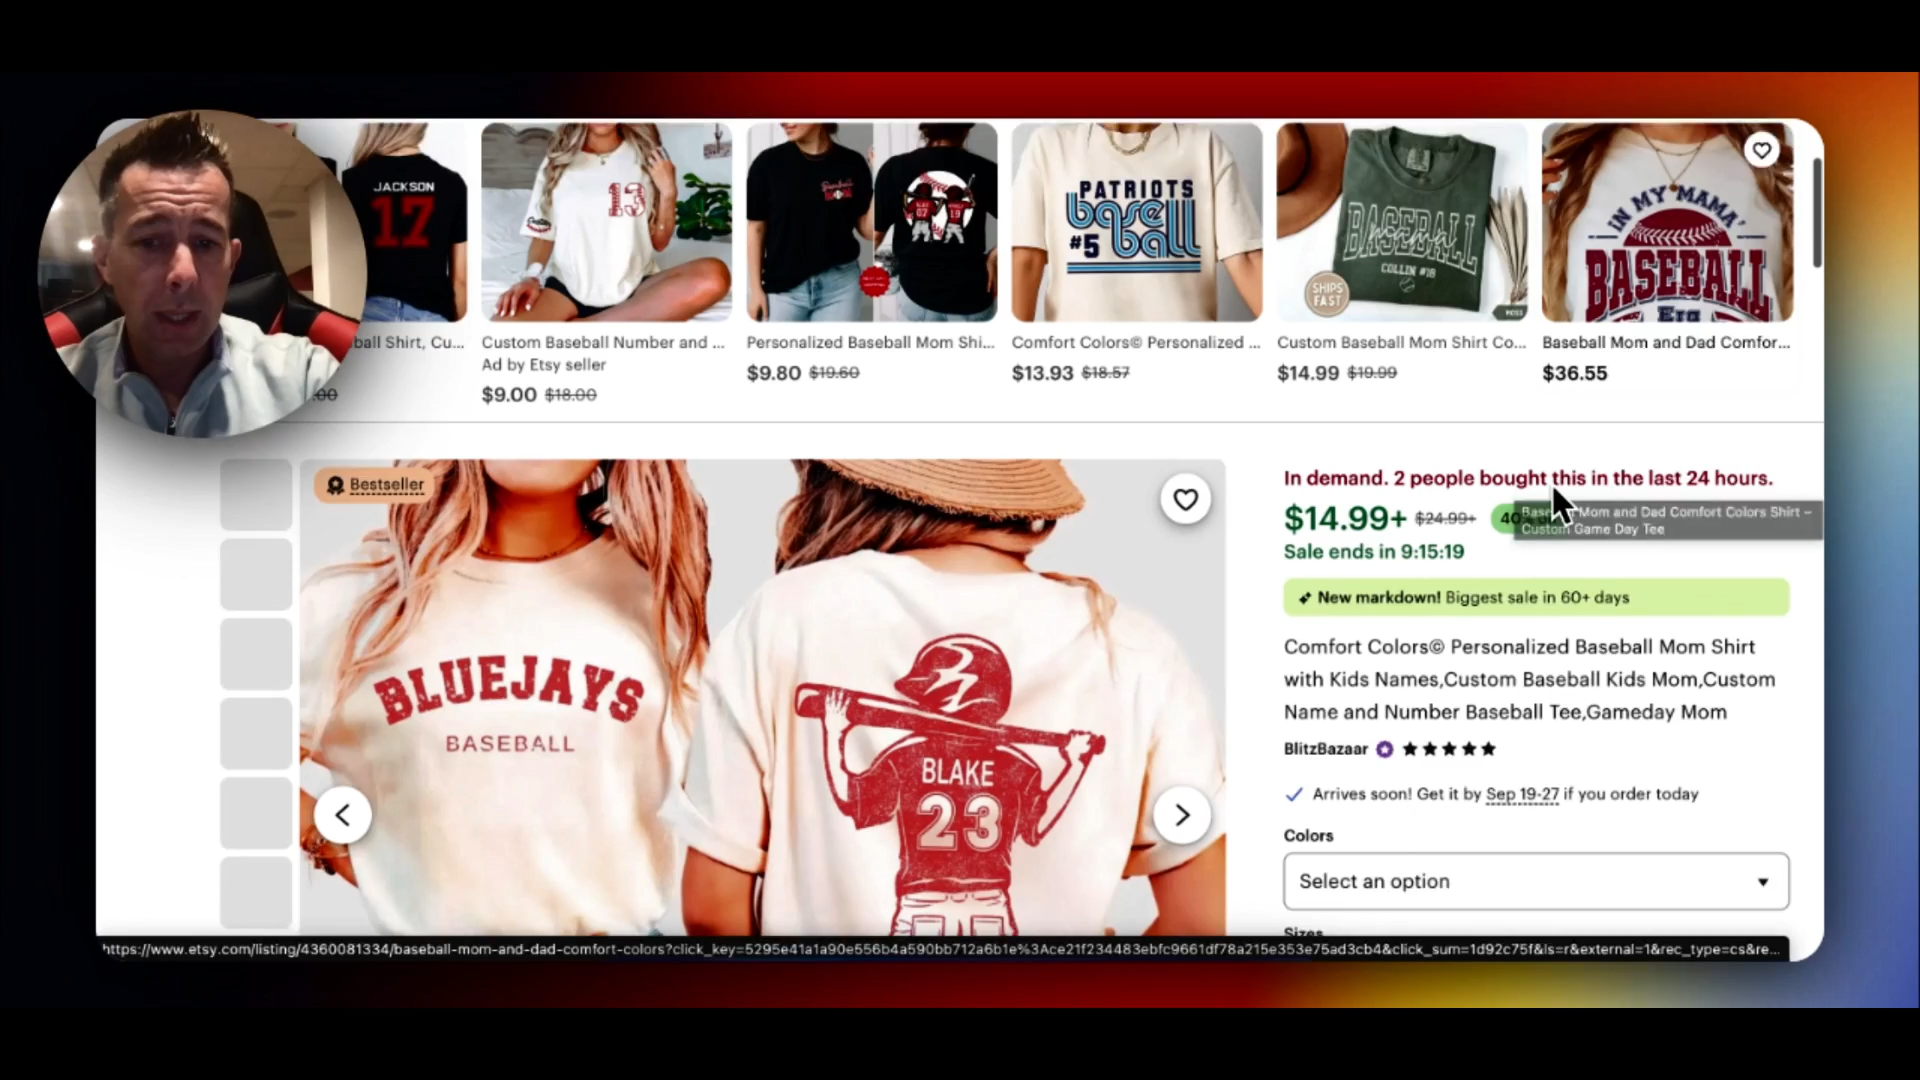 JACKSON
17
13
PATRIOTS
baseball
#5
BASEBALL
COLLIN #18
SHIPS
FAST
IN MY MAMA'
BASEBALL
Era
ball Shirt, Cu...
.00
Custom Baseball Number and ...
Ad by Etsy seller
$9.00 $18.00
Personalized Baseball Mom Shi...
$9.80 $19.60
Comfort Colors© Personalized ...
$13.93 $18.57
Custom Baseball Mom Shirt Co...
$14.99 $19.99
Baseball Mom and Dad Comfor...
$36.55
Bestseller
BLUEJAYS
BASEBALL
BLAKE
23
In demand. 2 people bought this in the last 24 hours.
$14.99+ $24.99+ 40%
Mom and Dad Comfort Colors Shirt –
Custom Game Day Tee
Sale ends in 9:15:19
New markdown! Biggest sale in 60+ days
Comfort Colors© Personalized Baseball Mom Shirt
with Kids Names,Custom Baseball Kids Mom,Custom
Name and Number Baseball Tee,Gameday Mom
BlitzBazaar
Arrives soon! Get it by Sep 19-27 if you order today
Colors
Select an option
Sizes
https://www.etsy.com/listing/4360081334/baseball-mom-and-dad-comfort-colors?click_key=5295e41a1a90e556b4a590bb712a6b1e%3Ace21f234483ebfc9661df78a215e353e75ad3cb4&click_sum=1d92c75f&ls=r&external=1&rec_type=cs&re...